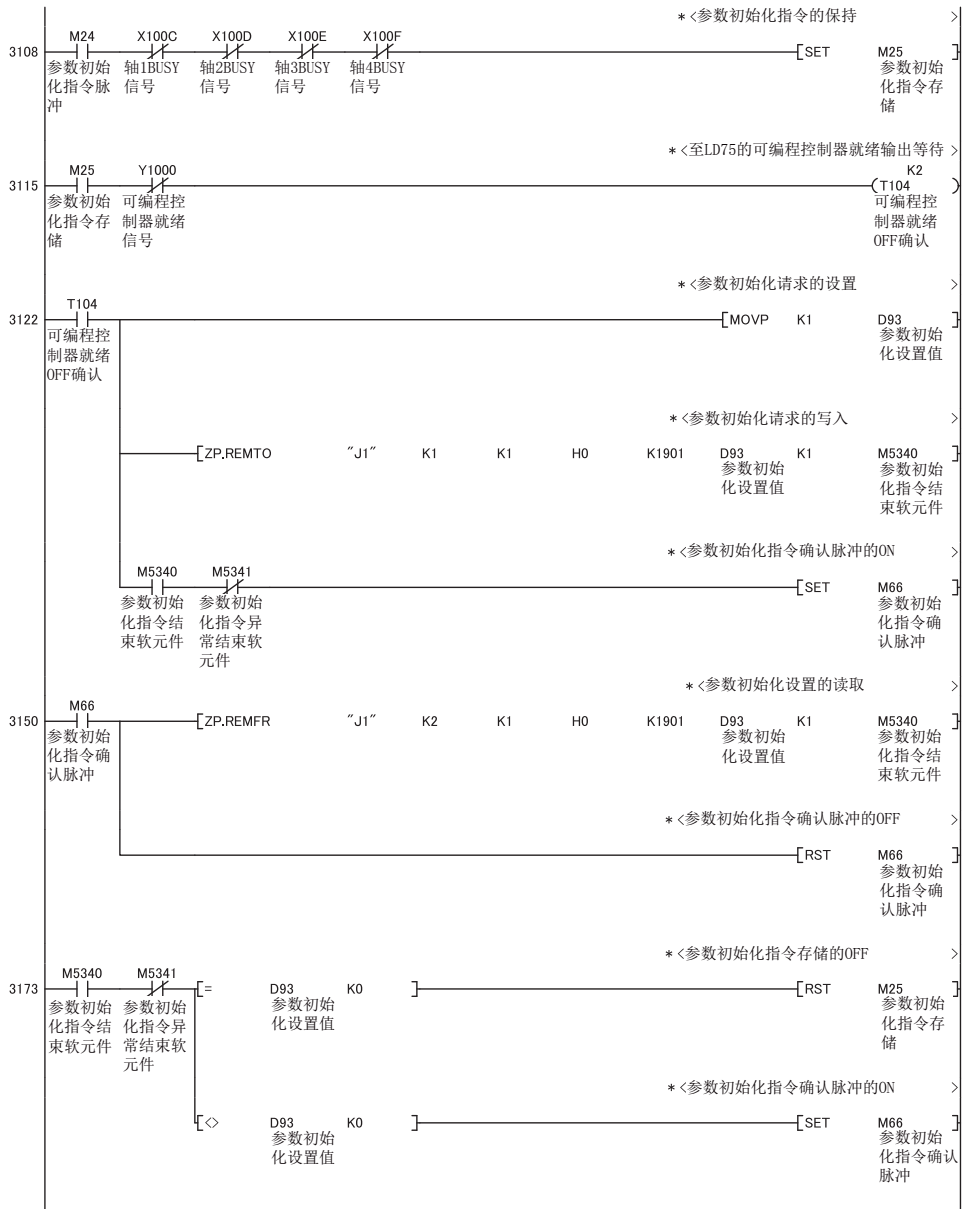 *<参数初始化指令的保持 >
M24 X100C X100D X100E X100F
3108 [SET M25 ]
参数初始 轴1BUSY 轴2BUSY 轴3BUSY 轴4BUSY 参数初始
化指令脉 信号 信号 信号 信号 化指令存
冲 储
*<至LD75的可编程控制器就绪输出等待 >
M25 Y1000 K2
3115 (T104 )
参数初始 可编程控 可编程控
化指令存 制器就绪 制器就绪
储 信号 OFF确认
*<参数初始化请求的设置 >
T104
3122 [MOVP K1 D93 ]
可编程控 参数初始
制器就绪 化设置值
OFF确认
*<参数初始化请求的写入 >
[ZP.REMTO "J1" K1 K1 H0 K1901 D93 K1 M5340 ]
参数初始 参数初始
化设置值 化指令结
束软元件
*<参数初始化指令确认脉冲的ON >
M5340 M5341
[SET M66 ]
参数初始 参数初始 参数初始
化指令结 化指令异 化指令确
束软元件 常结束软 认脉冲
元件
*<参数初始化设置的读取 >
M66
3150 [ZP.REMFR "J1" K2 K1 H0 K1901 D93 K1 M5340 ]
参数初始 参数初始 参数初始
化指令确 化设置值 化指令结
认脉冲 束软元件
*<参数初始化指令确认脉冲的OFF >
[RST M66 ]
参数初始
化指令确
认脉冲
*<参数初始化指令存储的OFF >
M5340 M5341
3173 [= D93 K0 ] [RST M25 ]
参数初始 参数初始 参数初始 参数初始
化指令结 化指令异 化设置值 化指令存
束软元件 常结束软 储
元件
*<参数初始化指令确认脉冲的ON >
[<> D93 K0 ] [SET M66 ]
参数初始 参数初始
化设置值 化指令确认
脉冲